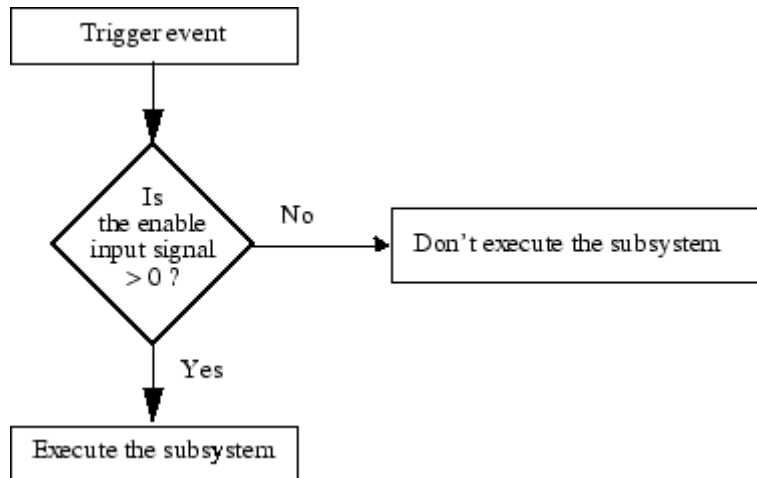 Trigger event
Is
the enable
input signal
> 0 ?
No
Don't execute the subsystem
Yes
Execute the subsystem